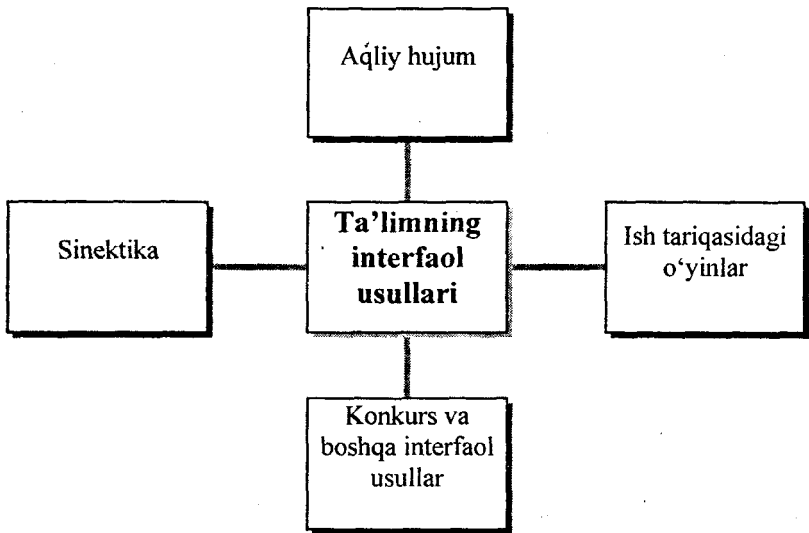 Aqliy hujum
Sinektika
Ta’limning
interfaol
usullari
Ish tariqasidagi
o‘yinlar
Konkurs va
boshqa interfaol
usullar